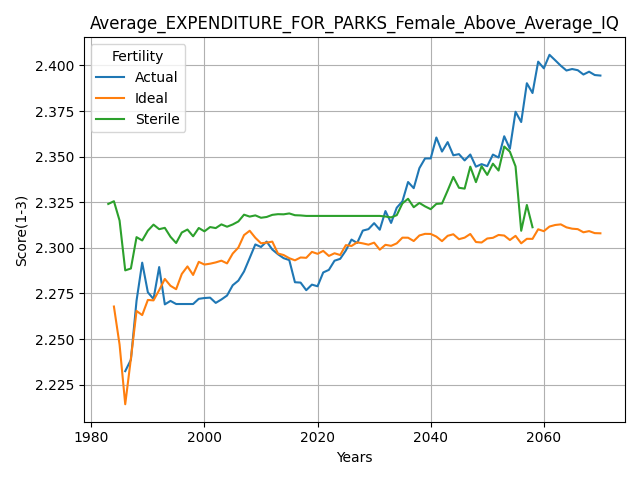 Average_EXPENDITURE_FOR_PARKS_Female_Above_Average_IQ
Fertility
Actual
Ideal
Sterile
Score(1-3)
2.400
2.375
2.350
2.325
2.300
2.275
2.250
2.225
1980 2000 2020 2040 2060
Years